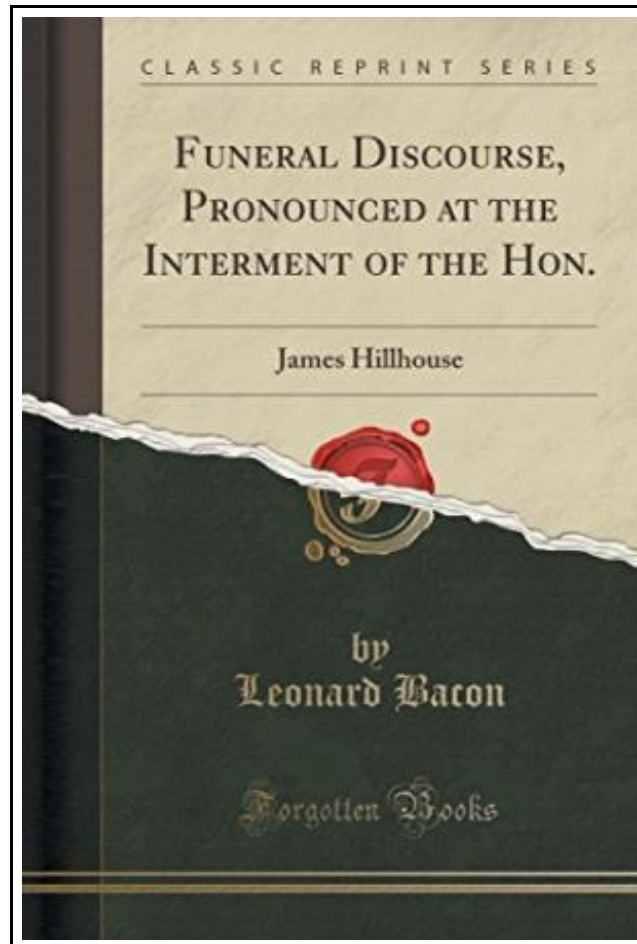 CLASSIC REPRINT SERIES
FUNERAL DISCOURSE,
PRONOUNCED AT THE
INTERMENT OF THE HON.
James Hillhouse
by
Leonard Bacon
Forgotten Books